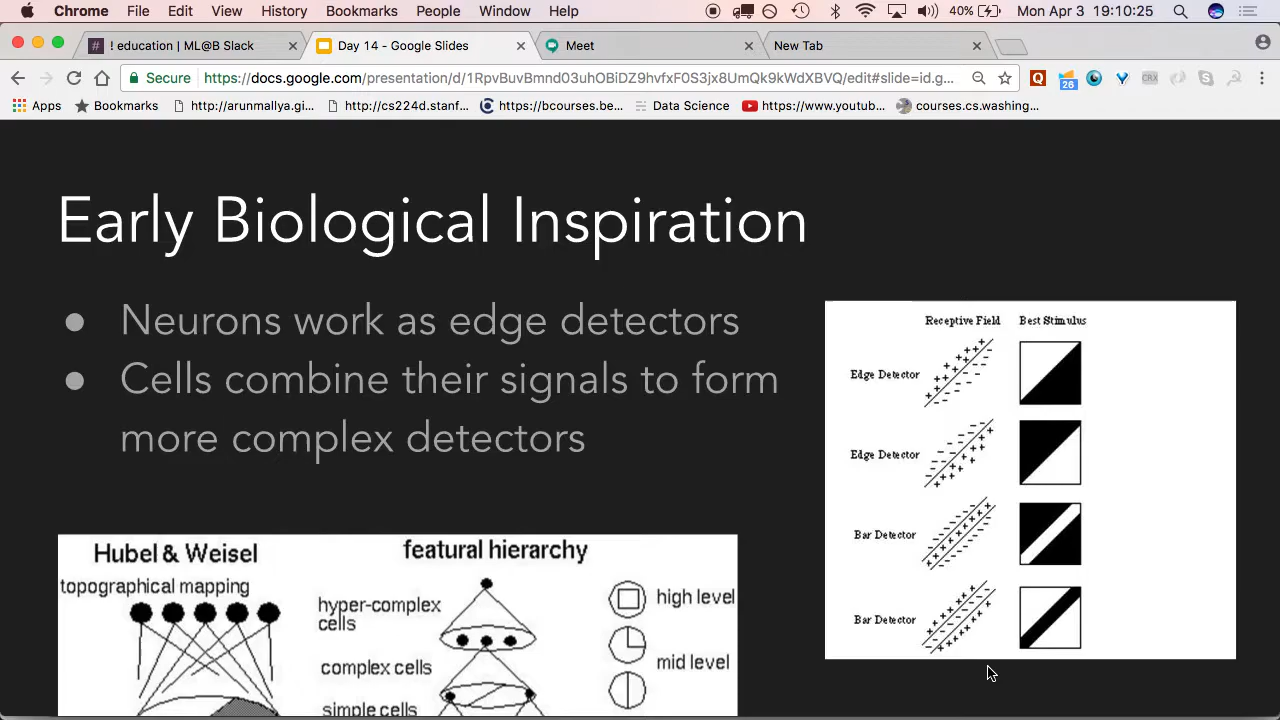 Chrome File Edit View History Bookmarks People Window Help 40% Mon Apr 3 19:10:25
! education | ML@B Slack Day 14 - Google Slides Meet New Tab
Secure https://docs.google.com/presentation/d/1RpvBuvBmnd03uhOBiDZ9hvfxF0S3jx8UmQk9kWdXBVQ/edit#slide=id.g... 26 CRX
Apps Bookmarks http://arunmallya.gi... http://cs224d.stanf... https://bcourses.be... Data Science https://www.youtub... courses.cs.washing...
Early Biological Inspiration
● Neurons work as edge detectors
● Cells combine their signals to form
more complex detectors
Receptive Field Best Stimulus
Edge Detector
Edge Detector
Bar Detector
Bar Detector
Hubel & Weisel
topographical mapping
featural hierarchy
hyper-complex
cells
high level
complex cells
mid level
simple cells